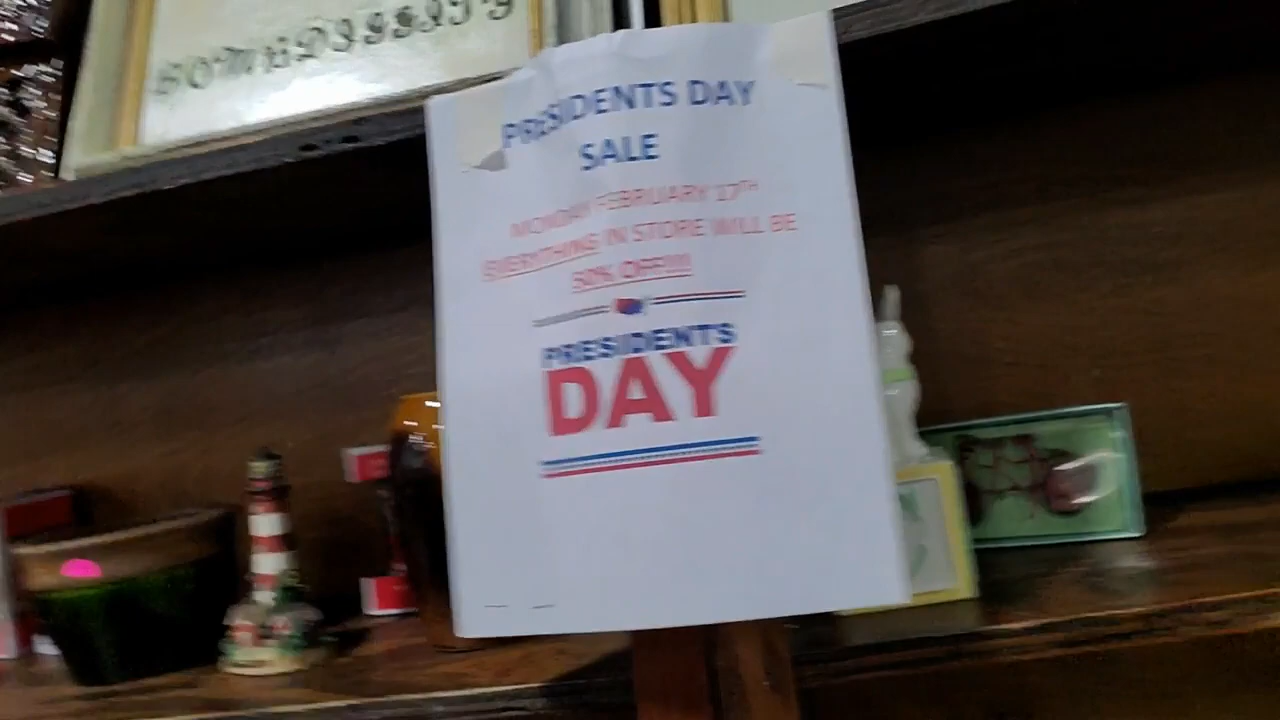 PRESIDENTS DAY
SALE
MONDAY FEBRUARY 17TH
EVERYTHING IN STORE WILL BE
50% OFF!!!
PRESIDENTS
DAY